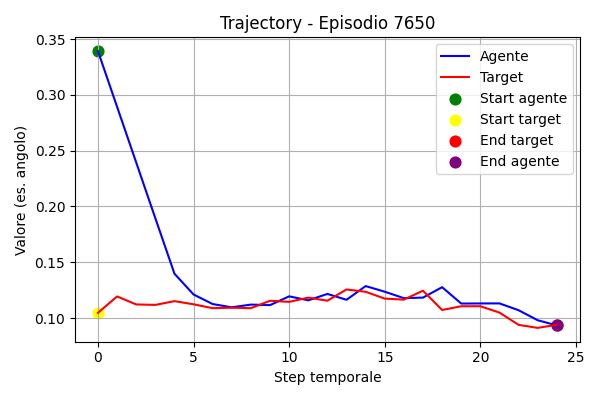 Trajectory - Episodio 7650
Valore (es. angolo)
0.35
0.30
0.25
0.20
0.15
0.10
Agente
Target
Start agente
Start target
End target
End agente
0
5
10
15
20
25
Step temporale